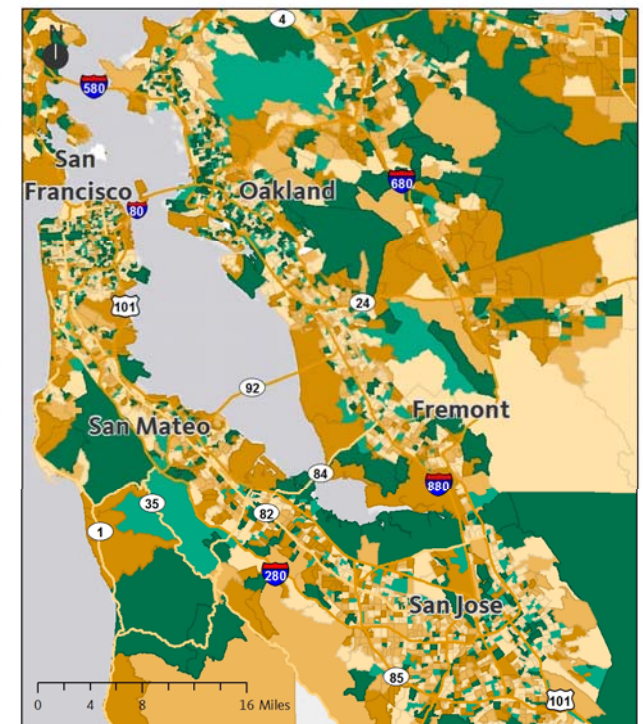 N
4
580
San
Francisco
Oakland
680
80
24
101
92
Fremont
San Mateo
84
880
35
82
1
280
San Jose
85
101
0 4 8 16 Miles